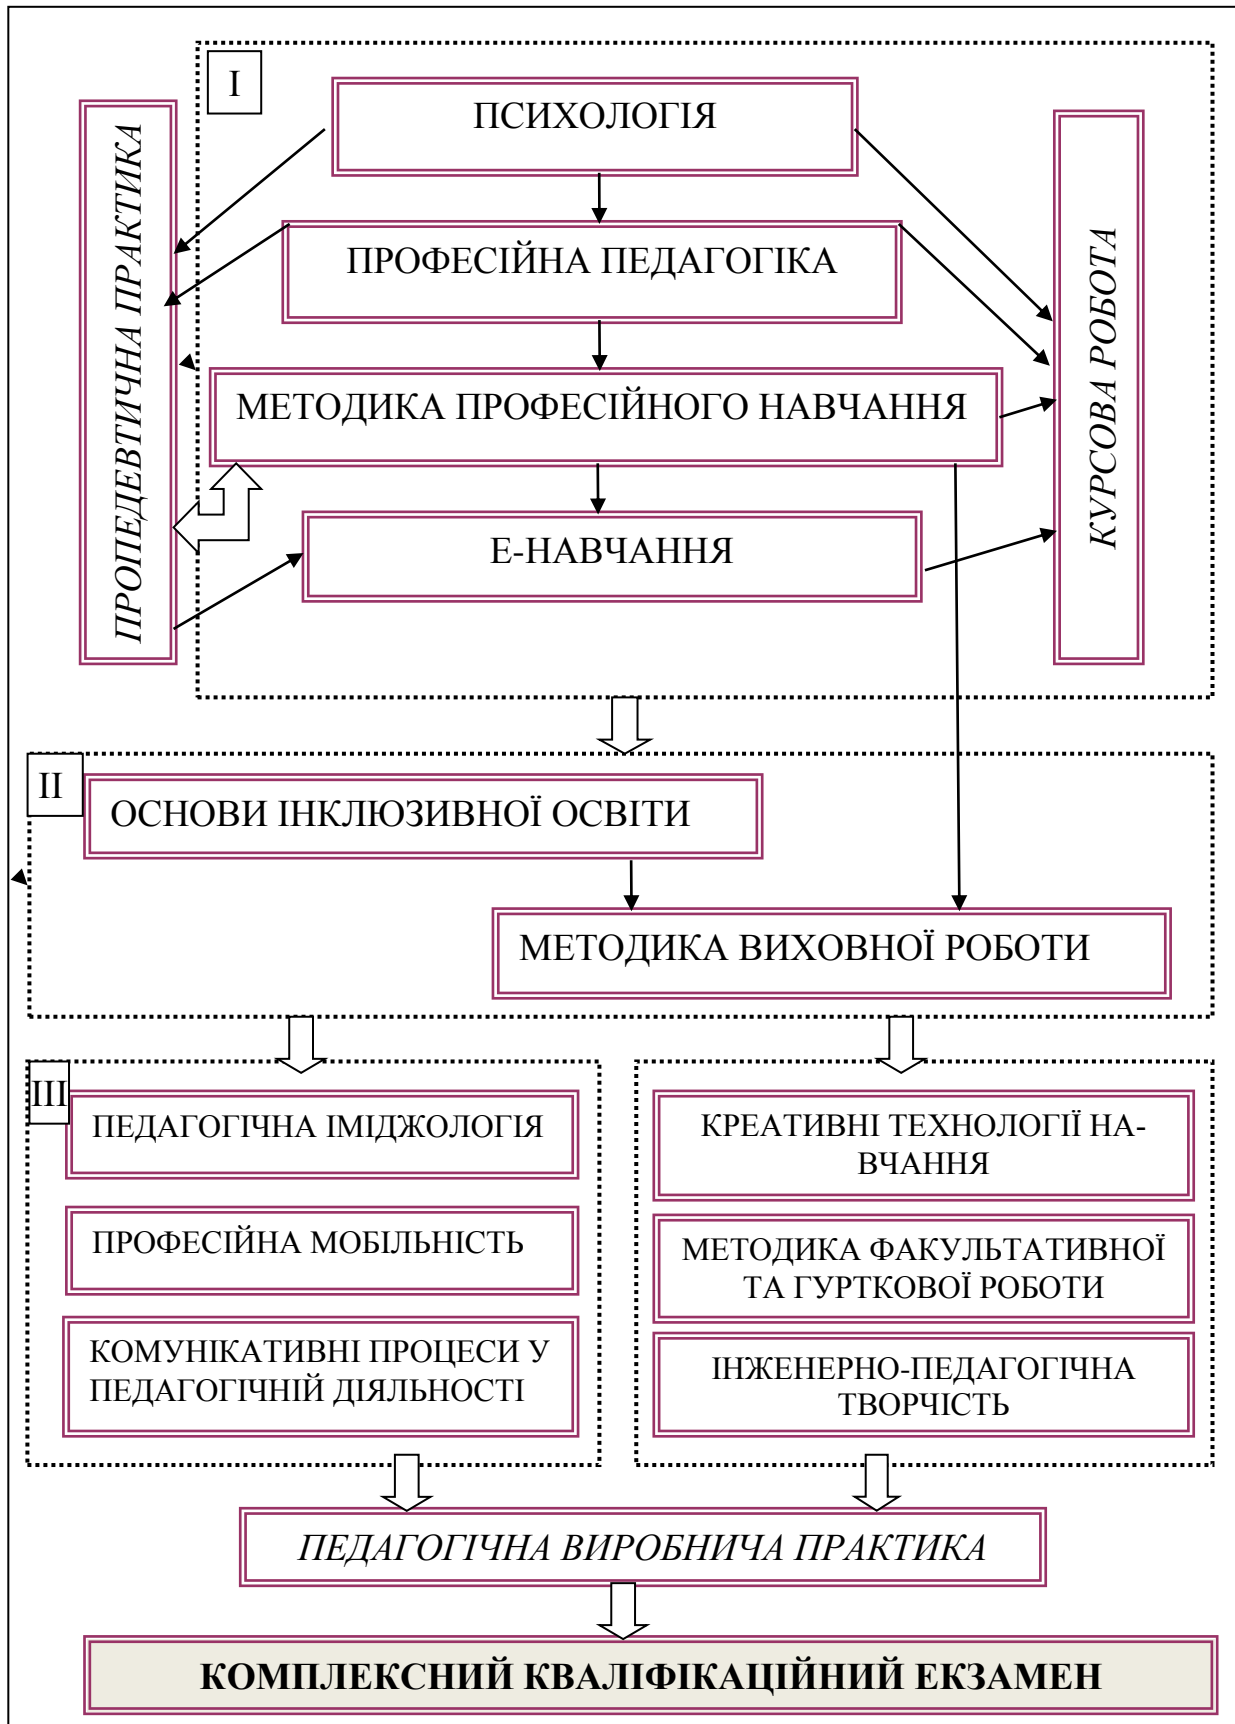 I
ПСИХОЛОГІЯ
ПРОПЕДЕВТИЧНА ПРАКТИКА
ПРОФЕСІЙНА ПЕДАГОГІКА
КУРСОВА РОБОТА
МЕТОДИКА ПРОФЕСІЙНОГО НАВЧАННЯ
Е-НАВЧАННЯ
II
ОСНОВИ ІНКЛЮЗИВНОЇ ОСВІТИ
МЕТОДИКА ВИХОВНОЇ РОБОТИ
III
ПЕДАГОГІЧНА ІМІДЖОЛОГІЯ
ПРОФЕСІЙНА МОБІЛЬНІСТЬ
КОМУНІКАТИВНІ ПРОЦЕСИ У
ПЕДАГОГІЧНІЙ ДІЯЛЬНОСТІ
КРЕАТИВНІ ТЕХНОЛОГІЇ НА-
ВЧАННЯ
МЕТОДИКА ФАКУЛЬТАТИВНОЇ
ТА ГУРТКОВОЇ РОБОТИ
ІНЖЕНЕРНО-ПЕДАГОГІЧНА
ТВОРЧІСТЬ
ПЕДАГОГІЧНА ВИРОБНИЧА ПРАКТИКА
КОМПЛЕКСНИЙ КВАЛІФІКАЦІЙНИЙ ЕКЗАМЕН